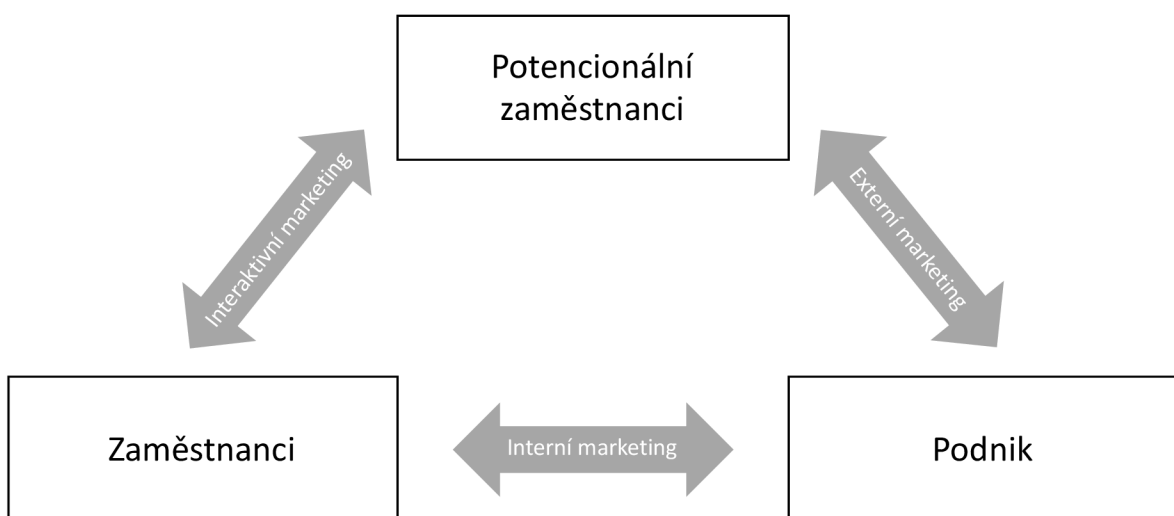 Potencionální
zaměstnanci
Interaktivní marketing
Externí marketing
Zaměstnanci
Interní marketing
Podnik